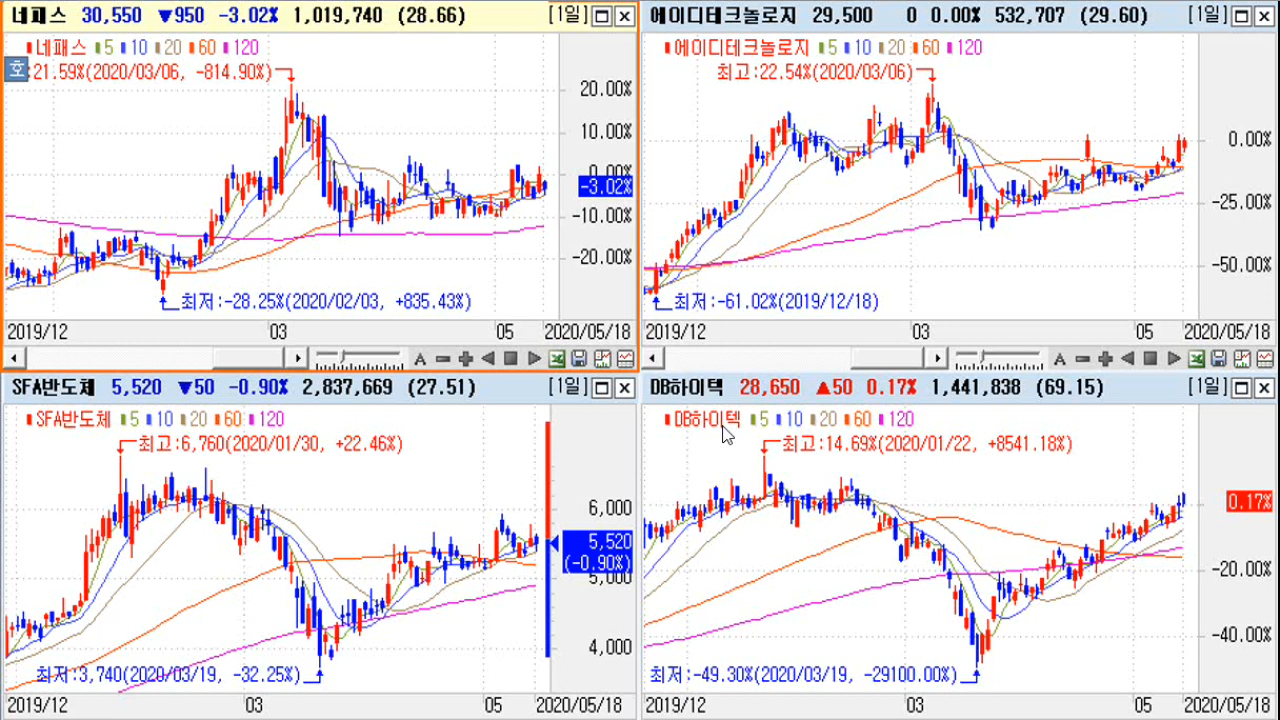 네패스 30,550 ▼950 -3.02% 1,019,740 (28.66) [1일]
네패스 5 10 20 60 120
호 21.59%(2020/03/06, -814.90%)
20.00%
10.00%
0.00%
-3.02%
-10.00%
-20.00%
최저:-28.25%(2020/02/03, +835.43%)
2019/12 03 05 2020/05/18
A
에이디테크놀로지 29,500 0 0.00% 532,707 (29.60) [1일]
에이디테크놀로지 5 10 20 60 120
최고:22.54%(2020/03/06)
0.00%
-25.00%
-50.00%
최저:-61.02%(2019/12/18)
2019/12 03 05 2020/05/18
A
SFA반도체 5,520 ▼50 -0.90% 2,837,669 (27.51) [1일]
SFA반도체 5 10 20 60 120
최고:6,760(2020/01/30, +22.46%)
6,000
5,520
(-0.90%)
5,000
4,000
최저:3,740(2020/03/19, -32.25%)
2019/12 03 05 2020/05/18
DB하이텍 28,650 ▲50 0.17% 1,441,838 (69.15) [1일]
DB하이텍 5 10 20 60 120
최고:14.69%(2020/01/22, +8541.18%)
0.17%
-20.00%
-40.00%
최저:-49.30%(2020/03/19, -29100.00%)
2019/12 03 05 2020/05/18